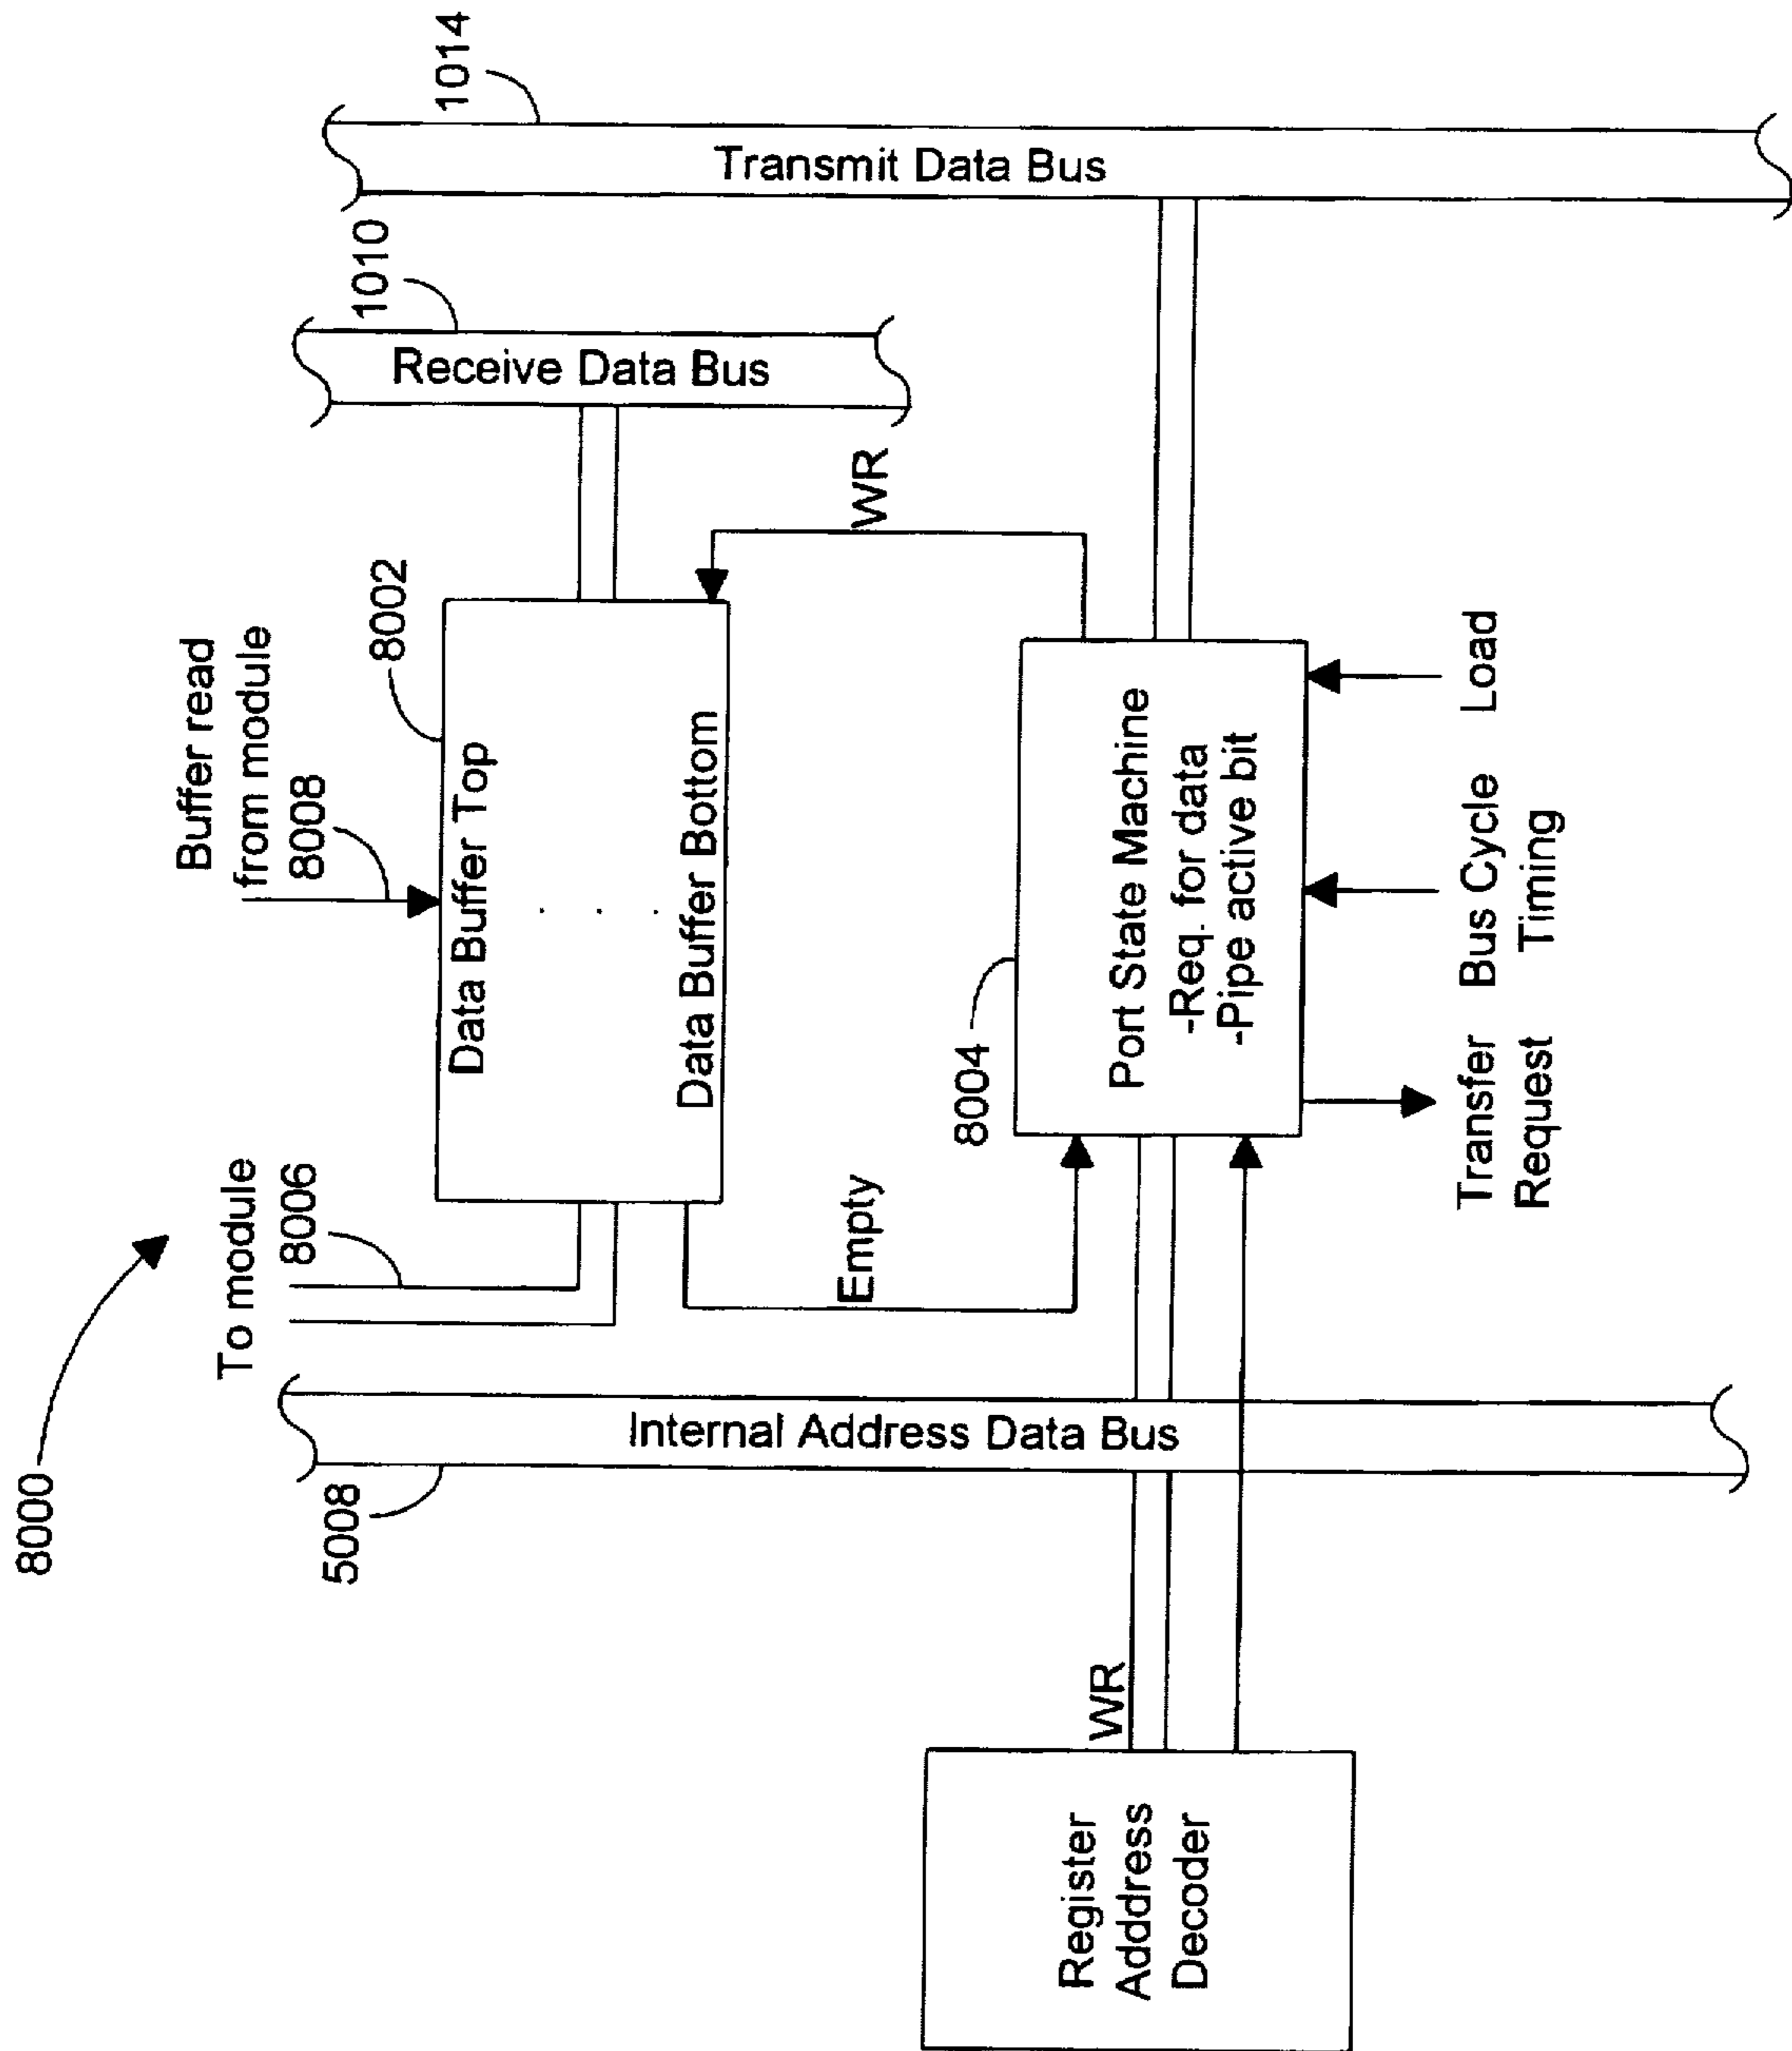 8000
To module
8006
Buffer read
from module
8008
8002
1010
1014
5008
Data Buffer Top
. . .
Data Buffer Bottom
Receive Data Bus
Transmit Data Bus
Internal Address Data Bus
Empty
WR
8004
Port State Machine
-Req. for data
-Pipe active bit
WR
Register
Adddress
Decoder
Transfer
Request
Bus Cycle
Timing
Load